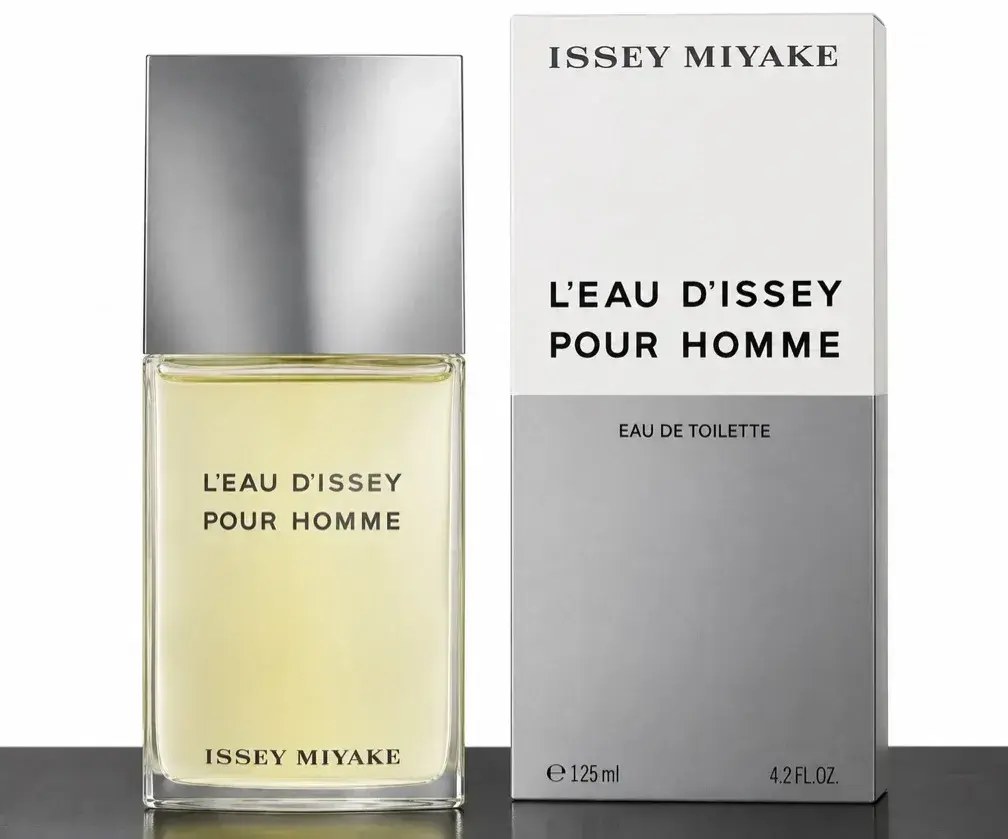 L'EAU D'ISSEY
POUR HOMME
ISSEY MIYAKE
ISSEY MIYAKE
L'EAU D'ISSEY
POUR HOMME
EAU DE TOILETTE
℮ 125 ml
4.2 FL.OZ.